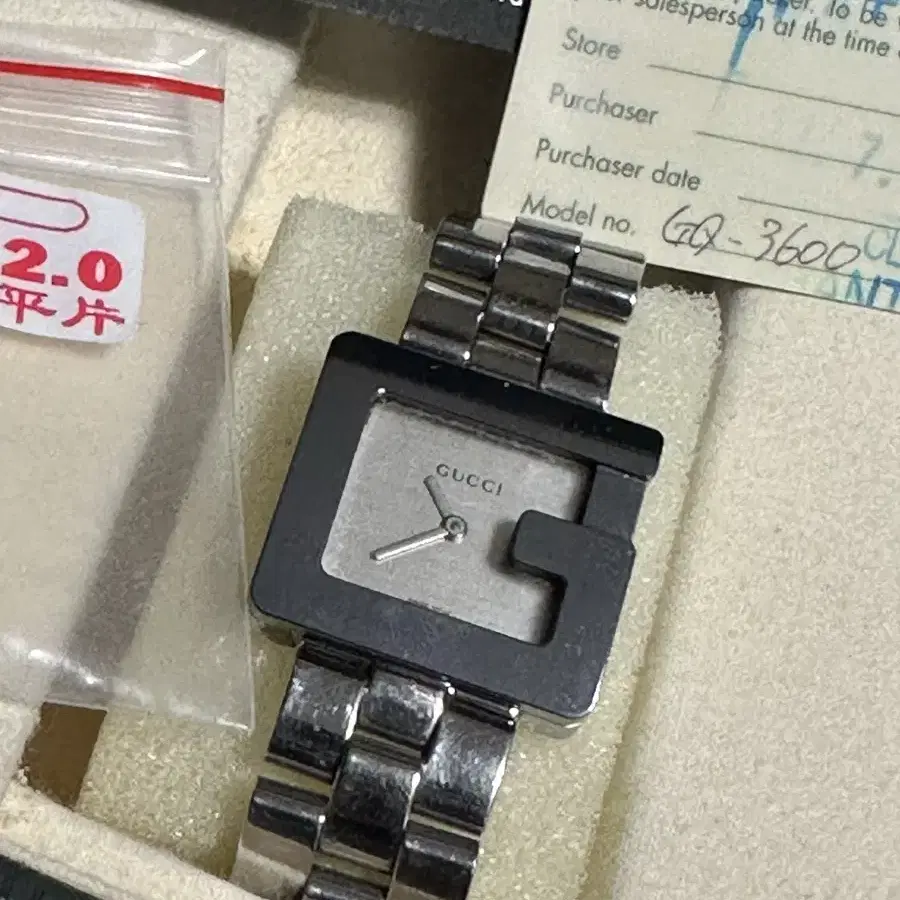 To be
salesperson at the time
Store
Purchaser
7.
Purchaser date
Model no. GQ-3600
2.0
平片
GUCCI